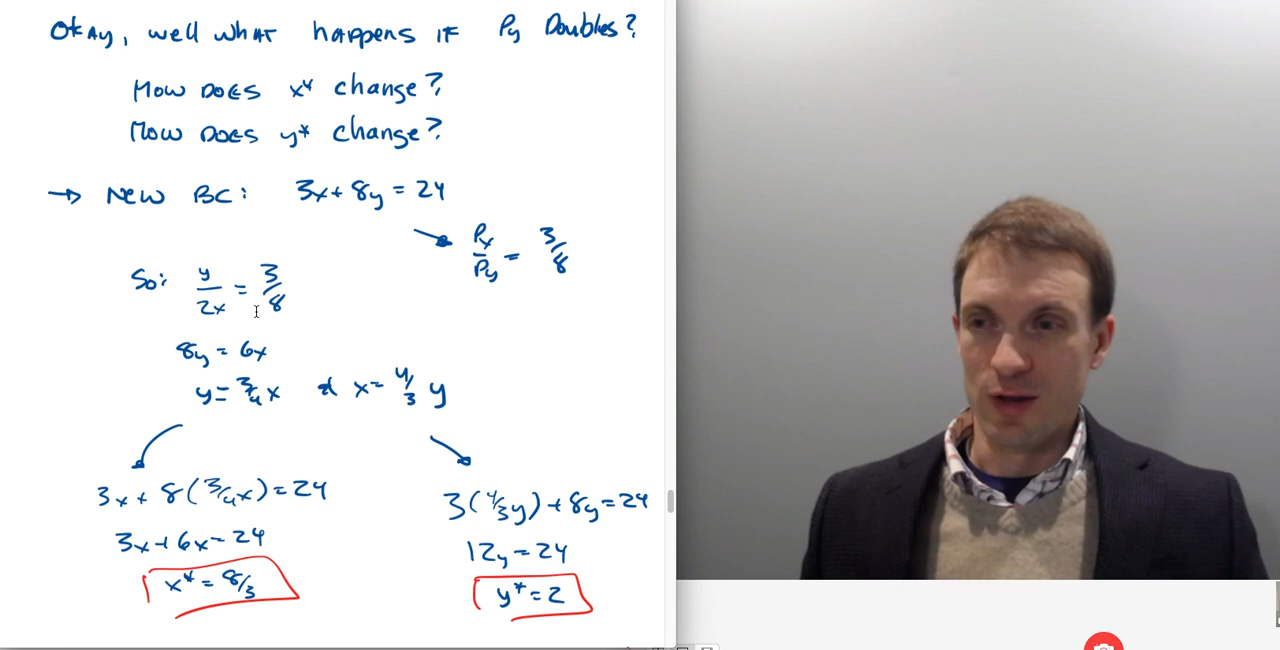 Okay, well what happens if Py Doubles?
How Does x* change?
How Does y* change?
→ New BC: 3x + 8y = 24
Px/Py = 3/8
So: y/2x = 3/8
8y = 6x
y = 3/4 x & x = 4/3 y
3x + 8(3/4x) = 24
3(4/3y) + 8y = 24
3x + 6x = 24
12y = 24
x* = 8/3
y* = 2